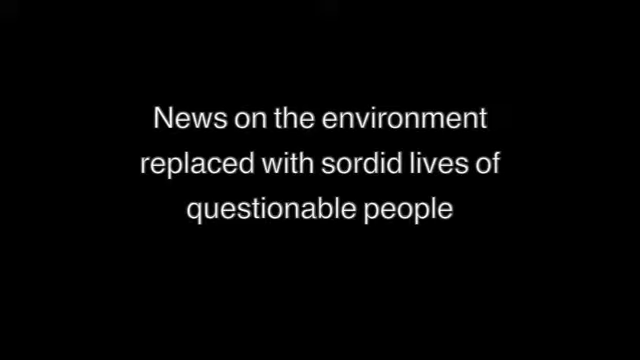 News on the environment
replaced with sordid lives of
questionable people